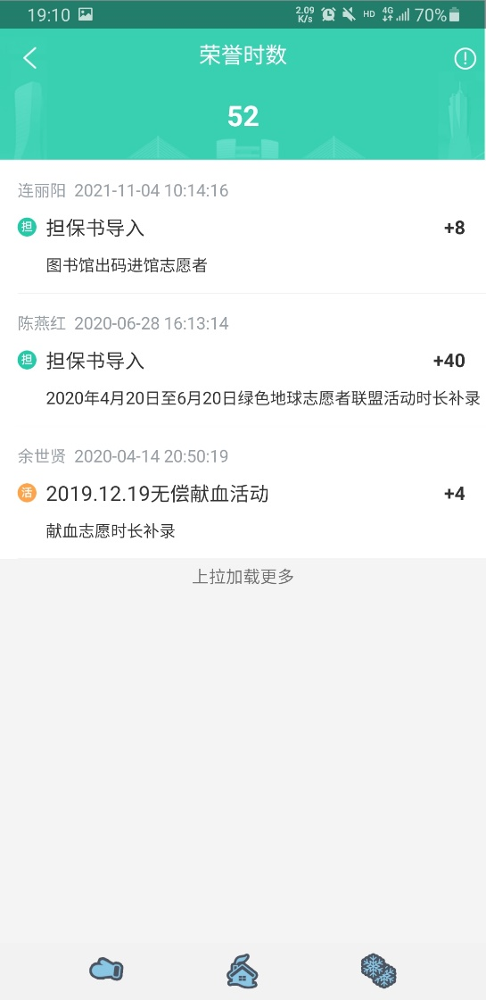 19:10 2.09 K/s HD 4G 70%
荣誉时数
52
连丽阳 2021-11-04 10:14:16
担 担保书导入 +8
图书馆出码进馆志愿者
陈燕红 2020-06-28 16:13:14
担 担保书导入 +40
2020年4月20日至6月20日绿色地球志愿者联盟活动时长补录
余世贤 2020-04-14 20:50:19
活 2019.12.19无偿献血活动 +4
献血志愿时长补录
上拉加载更多